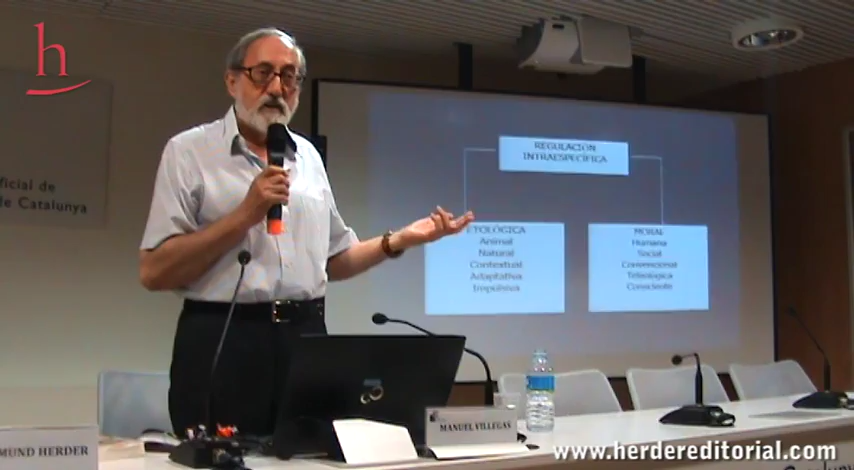 h
ficial de
e Catalunya
REGULACIÓN
INTRAESPECÍFICA
ETOLÓGICA
Animal
Natural
Contextual
Adaptativa
Impulsiva
MORAL
Humana
Social
Convencional
Teleológica
Consciente
MUND HERDER
MANUEL VILLEGAS
www.herdereditorial.com